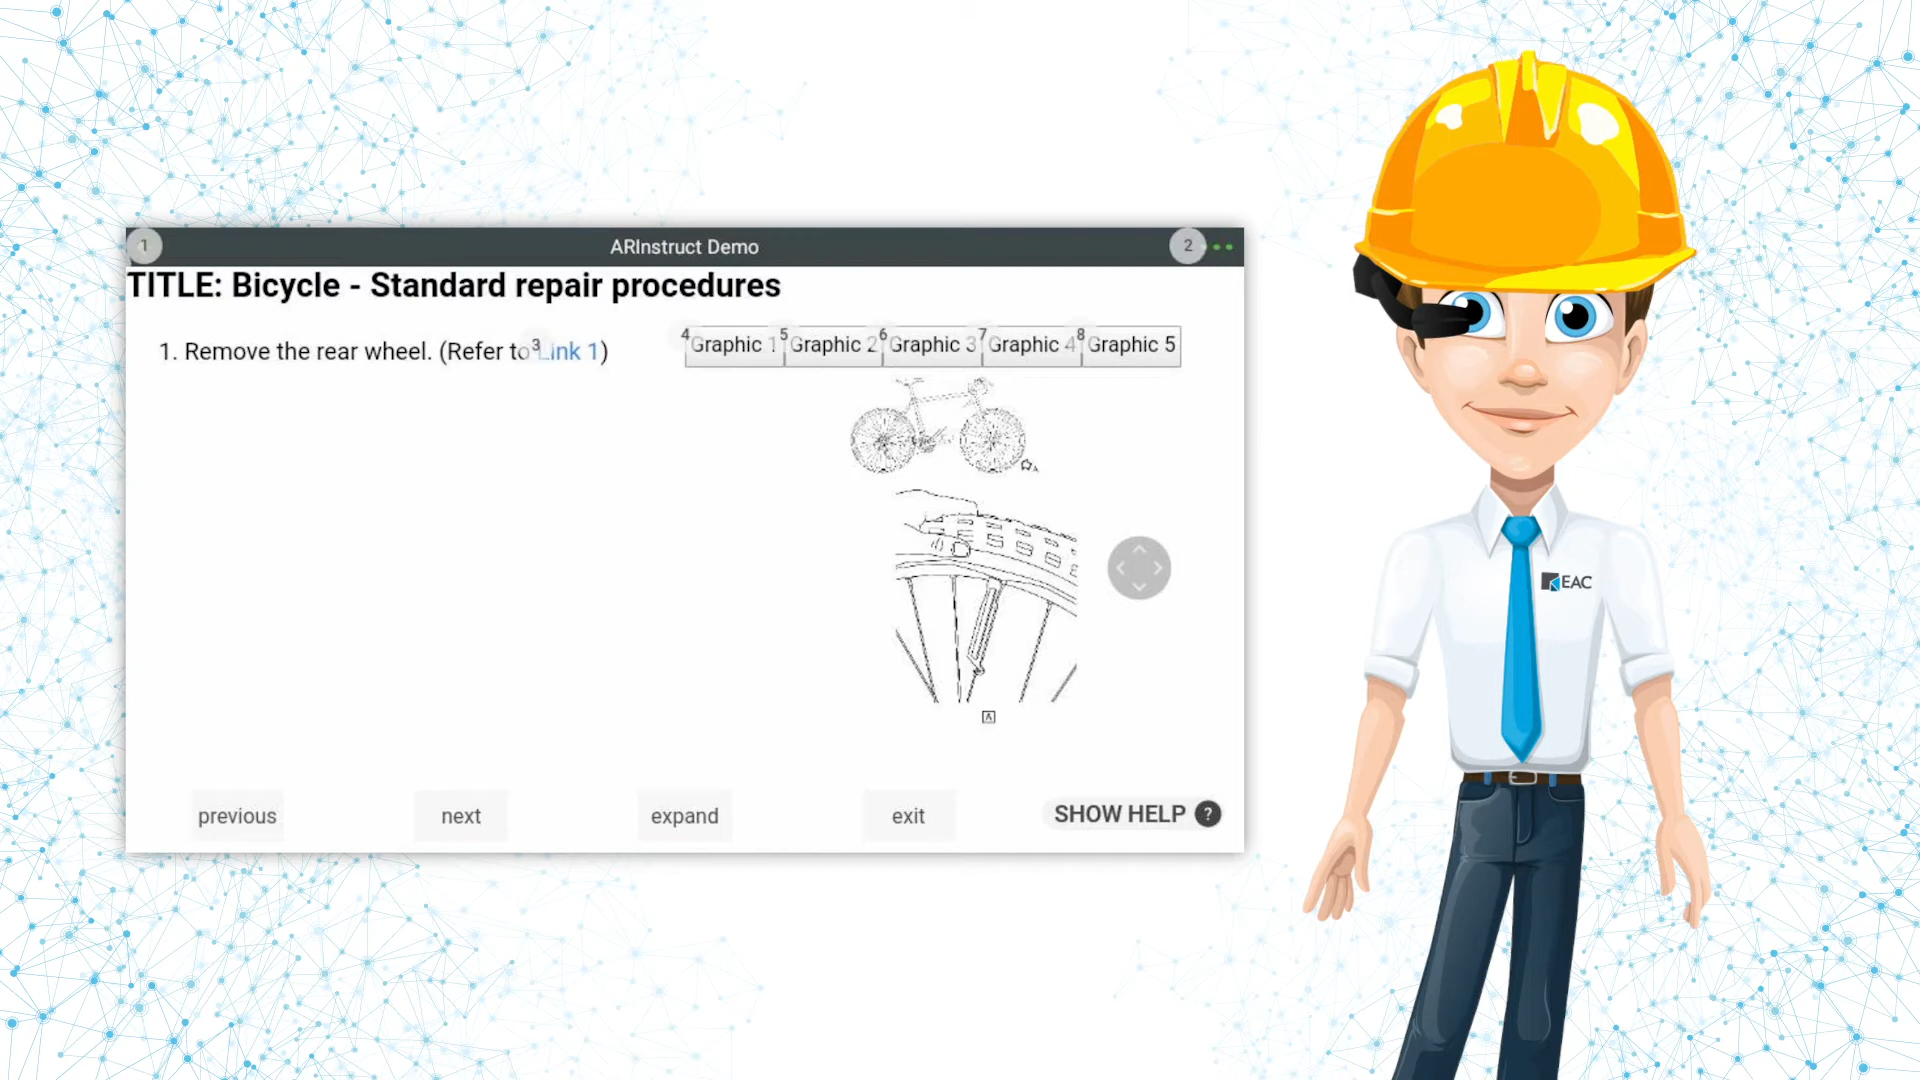 1
ARInstruct Demo
2
TITLE: Bicycle - Standard repair procedures
1. Remove the rear wheel. (Refer to 3 Link 1)
4 Graphic 1 5 Graphic 2 6 Graphic 3 7 Graphic 4 8 Graphic 5
A
A
previous next expand exit SHOW HELP ?
EAC